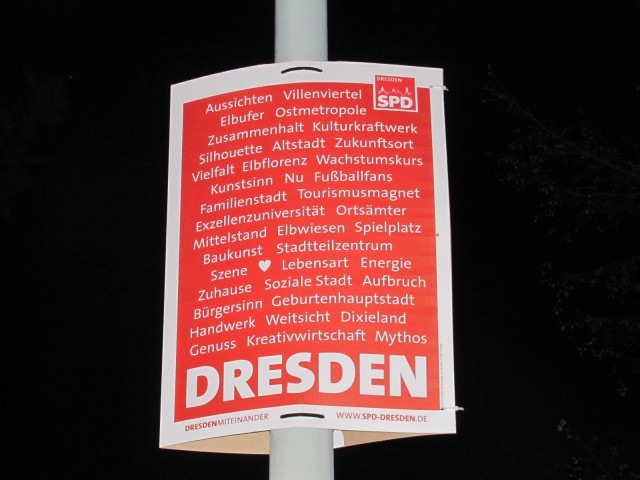 DRESDEN
SPD
Aussichten Villenviertel
Elbufer Ostmetropole
Zusammenhalt Kulturkraftwerk
Silhouette Altstadt Zukunftsort
Vielfalt Elbflorenz Wachstumskurs
Kunstsinn Nu Fußballfans
Familienstadt Tourismusmagnet
Exzellenzuniversität Ortsämter
Mittelstand Elbwiesen Spielplatz
Baukunst Stadtteilzentrum
Szene ♥ Lebensart Energie
Zuhause Soziale Stadt Aufbruch
Bürgersinn Geburtenhauptstadt
Handwerk Weitsicht Dixieland
Genuss Kreativwirtschaft Mythos
DRESDEN
DRESDENMITEINANDER WWW.SPD-DRESDEN.DE